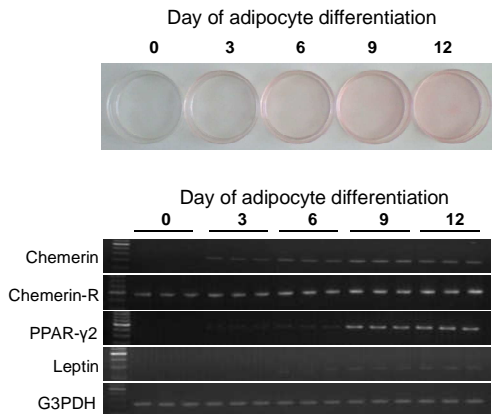 Day of adipocyte differentiation
0 3 6 9 12
Day of adipocyte differentiation
0 3 6 9 12
Chemerin
Chemerin-R
PPAR-γ2
Leptin
G3PDH